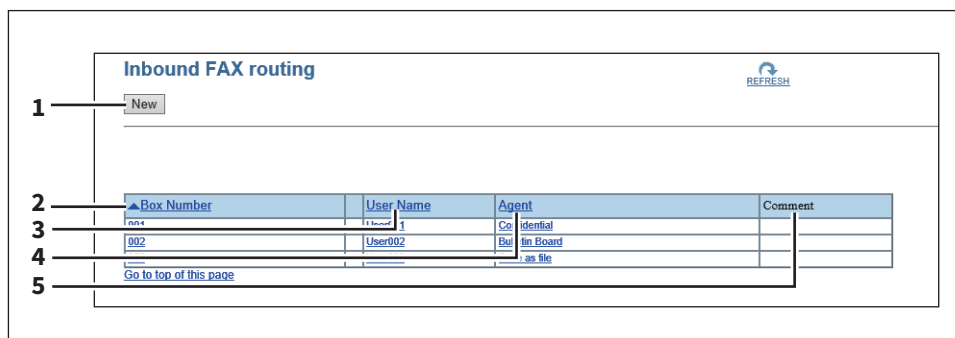 Inbound FAX routing
REFRESH
1
New
2
▲Box Number User Name Agent Comment
3
002 User002 Bulletin Board
4
as file
Go to top of this page
5